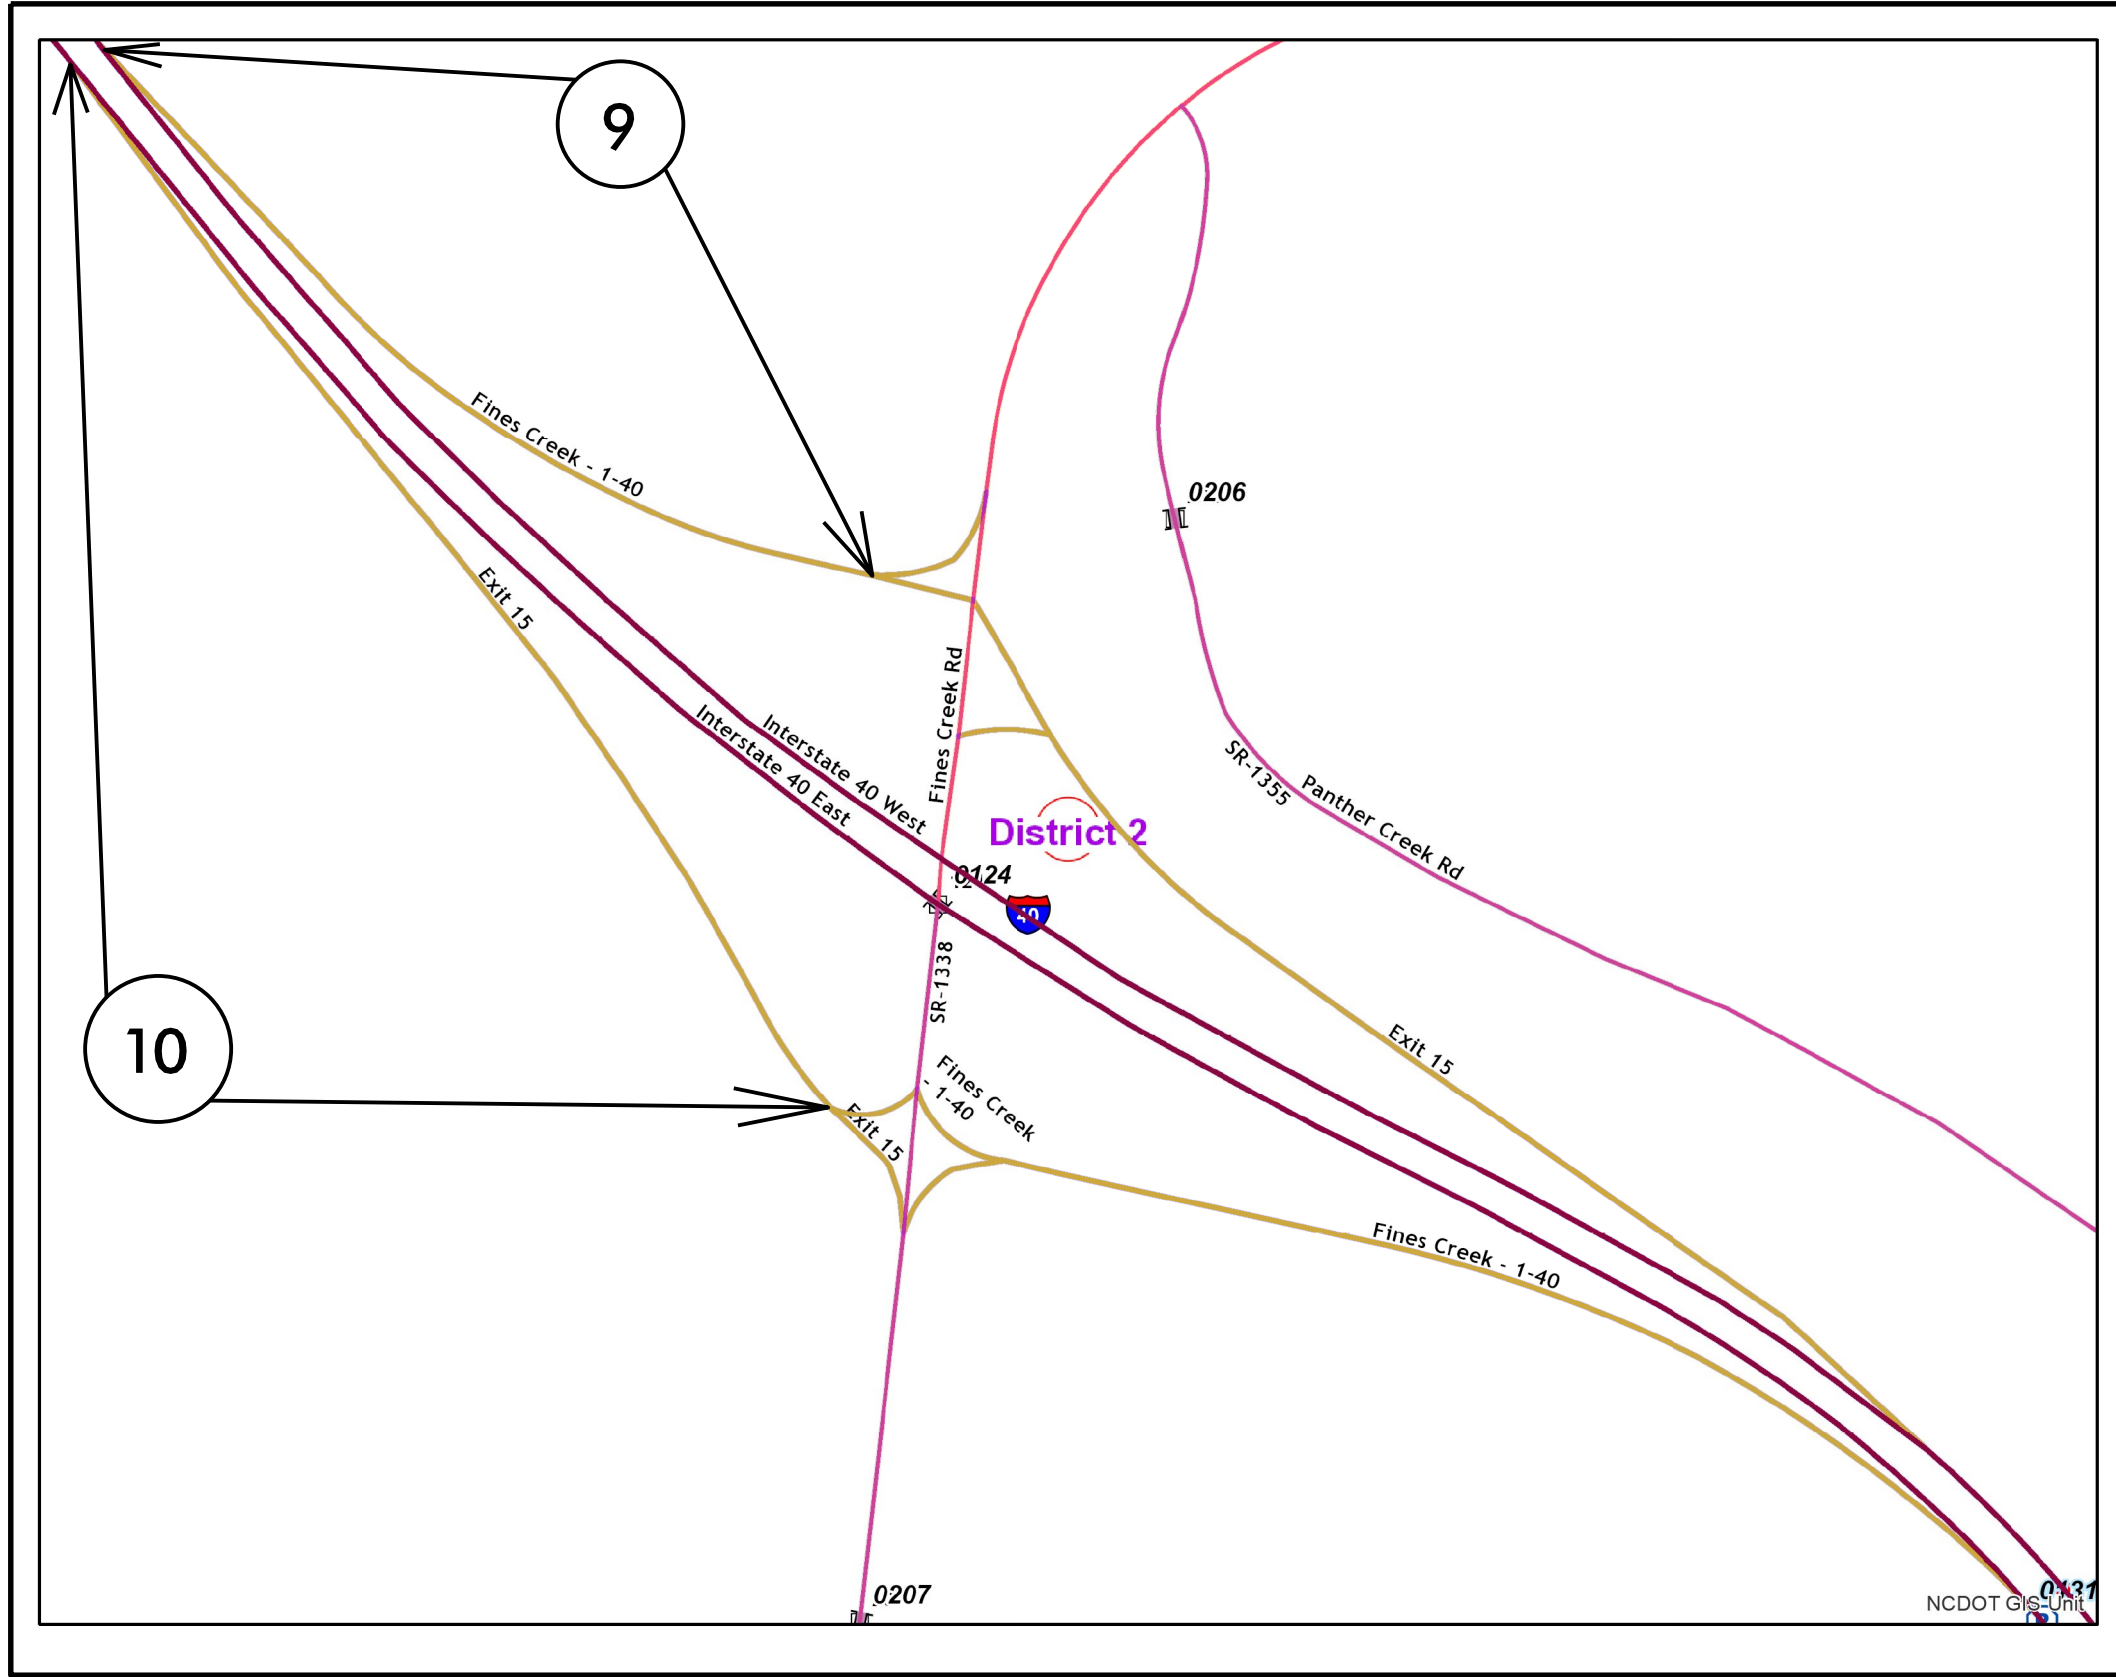 9
Fines Creek - 1-40
0206
Exit 15
Fines Creek Rd
Interstate 40 West
Interstate 40 East
SR-1355
Panther Creek Rd
District 2
0124
40
SR-1338
10
Exit 15
Fines Creek
- 1-40
Exit 15
Fines Creek - 1-40
0207
0131
NCDOT GIS Unit